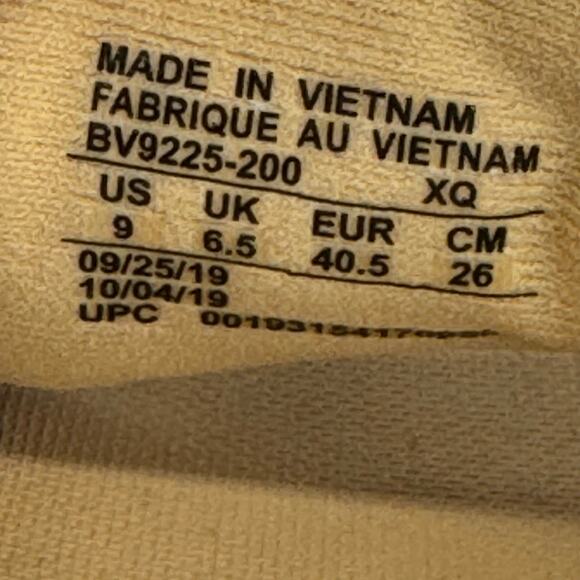 MADE IN VIETNAM
FABRIQUE AU VIETNAM
BV9225-200 XQ
US UK EUR CM
9 6.5 40.5 26
09/25/19
10/04/19
UPC